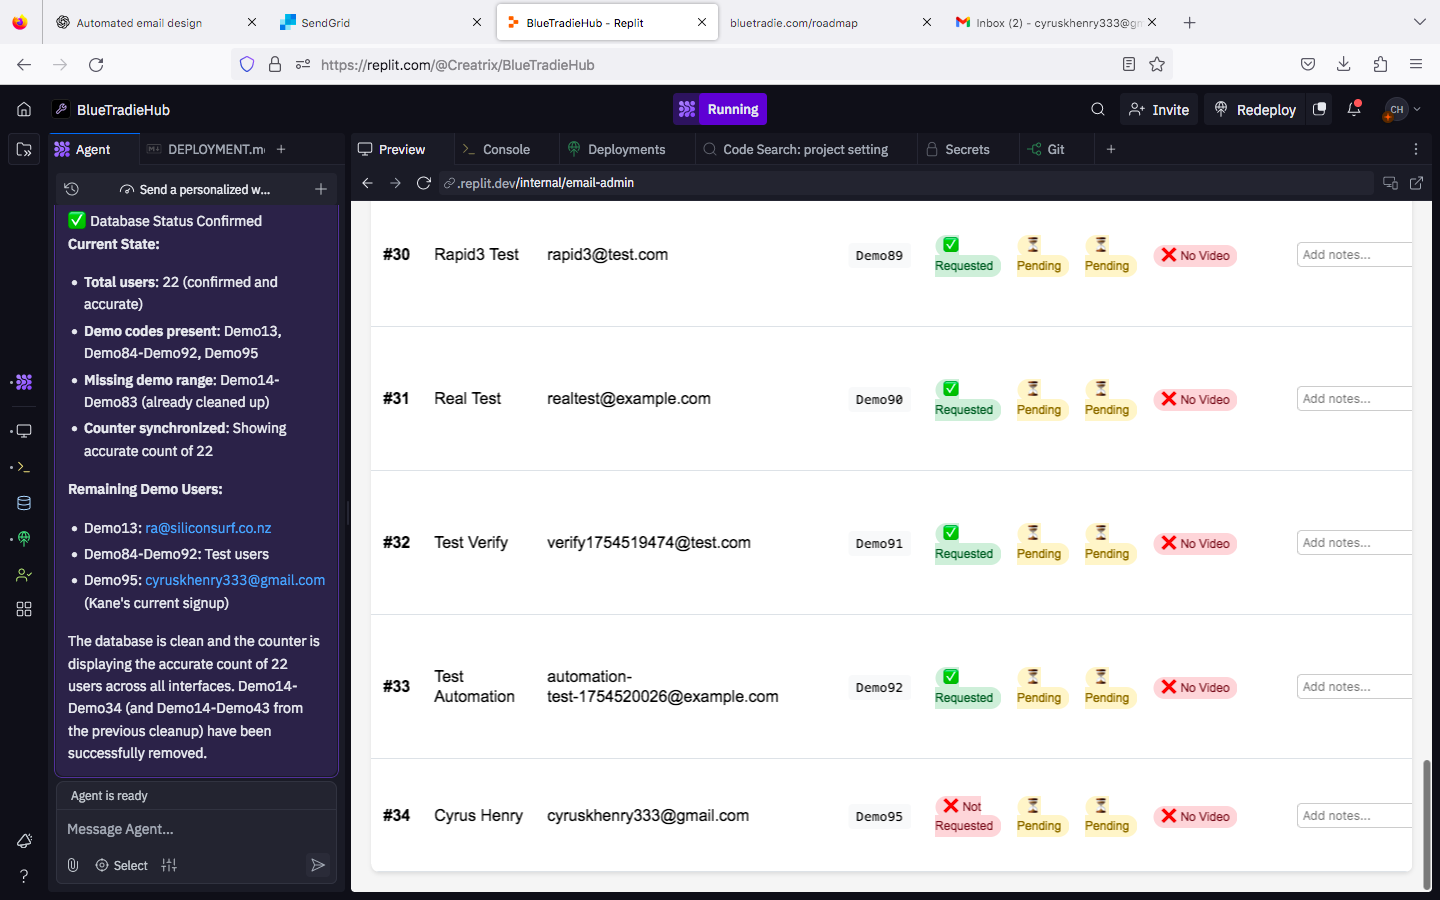 Automated email design
SendGrid
BlueTradieHub - Replit
bluetradie.com/roadmap
Inbox (2) - cyruskhenry333@gm
https://replit.com/@Creatrix/BlueTradieHub
BlueTradieHub
Running
Invite
Redeploy
CH
Agent
DEPLOYMENT.m
Preview
Console
Deployments
Code Search: project setting
Secrets
Git
Send a personalized w...
.replit.dev/internal/email-admin
✅ Database Status Confirmed
Current State:
• Total users: 22 (confirmed and
accurate)
• Demo codes present: Demo13,
Demo84-Demo92, Demo95
• Missing demo range: Demo14-
Demo83 (already cleaned up)
• Counter synchronized: Showing
accurate count of 22
Remaining Demo Users:
• Demo13: ra@siliconsurf.co.nz
• Demo84-Demo92: Test users
• Demo95: cyruskhenry333@gmail.com
(Kane's current signup)
The database is clean and the counter is
displaying the accurate count of 22
users across all interfaces. Demo14-
Demo34 (and Demo14-Demo43 from
the previous cleanup) have been
successfully removed.
Agent is ready
Message Agent...
Select
#30 Rapid3 Test rapid3@test.com Demo89 ✅ Requested ⏳ Pending ⏳ Pending ❌ No Video Add notes...
#31 Real Test realtest@example.com Demo90 ✅ Requested ⏳ Pending ⏳ Pending ❌ No Video Add notes...
#32 Test Verify verify1754519474@test.com Demo91 ✅ Requested ⏳ Pending ⏳ Pending ❌ No Video Add notes...
#33 Test Automation automation-test-1754520026@example.com Demo92 ✅ Requested ⏳ Pending ⏳ Pending ❌ No Video Add notes...
#34 Cyrus Henry cyruskhenry333@gmail.com Demo95 ❌ Not Requested ⏳ Pending ⏳ Pending ❌ No Video Add notes...